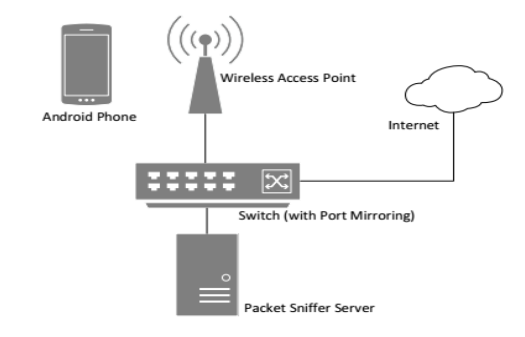 Wireless Access Point
Android Phone
Internet
Switch (with Port Mirroring)
Packet Sniffer Server